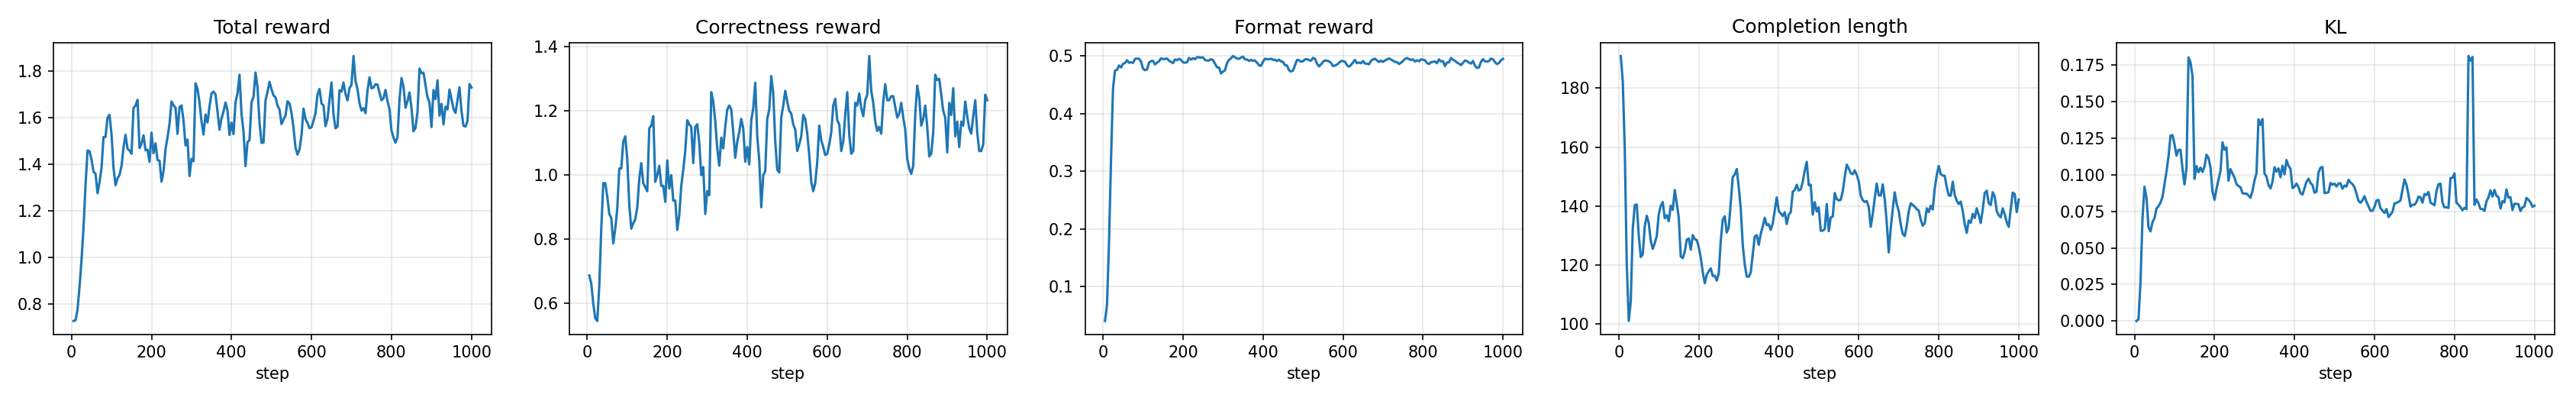 Total reward
1.8
1.6
1.4
1.2
1.0
0.8
0 200 400 600 800 1000
step
Correctness reward
1.4
1.2
1.0
0.8
0.6
0 200 400 600 800 1000
step
Format reward
0.5
0.4
0.3
0.2
0.1
0 200 400 600 800 1000
step
Completion length
180
160
140
120
100
0 200 400 600 800 1000
step
KL
0.175
0.150
0.125
0.100
0.075
0.050
0.025
0.000
0 200 400 600 800 1000
step